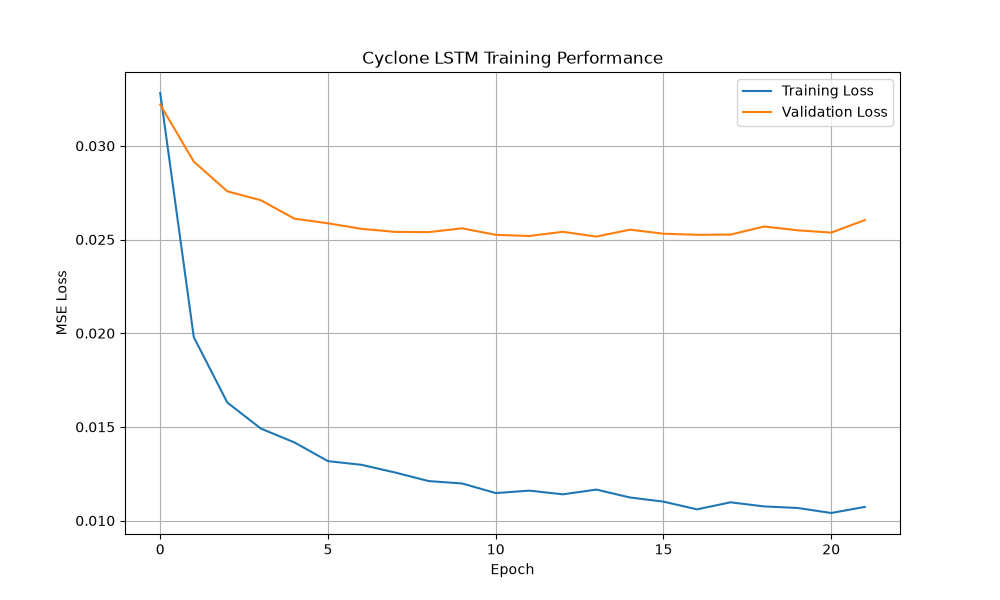 Cyclone LSTM Training Performance
Training Loss
Validation Loss
0.030
0.025
0.020
0.015
0.010
MSE Loss
0 5 10 15 20
Epoch